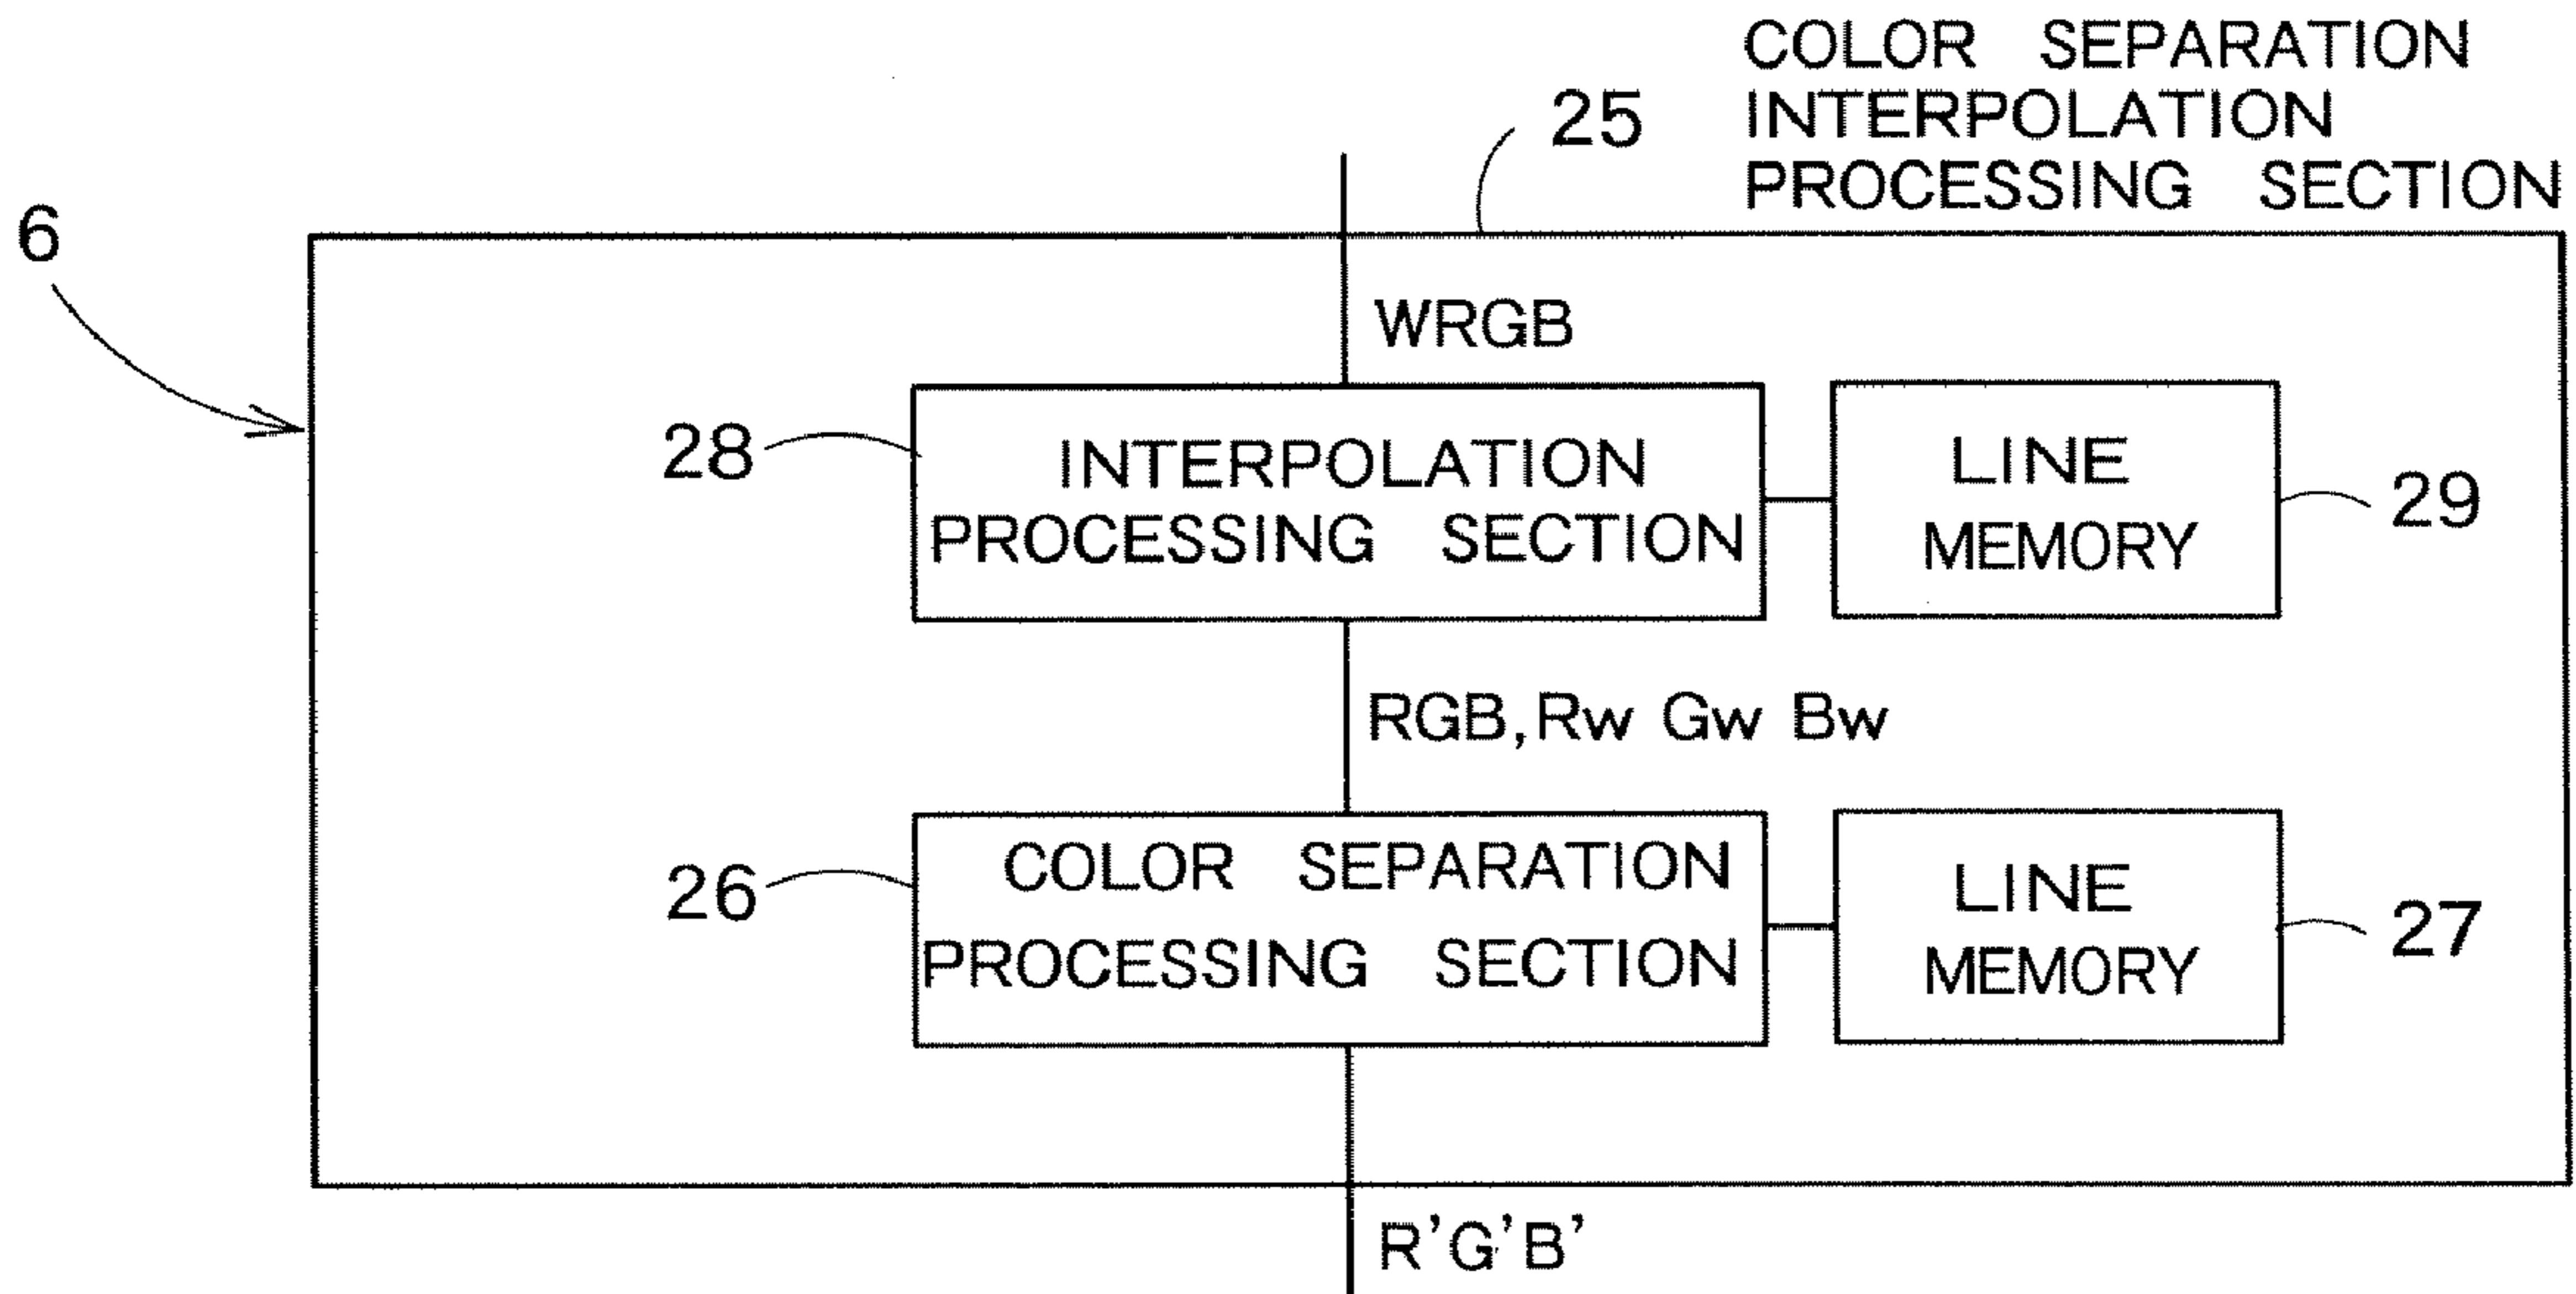 COLOR SEPARATION
25 INTERPOLATION
PROCESSING SECTION
6
WRGB
28
INTERPOLATION
PROCESSING SECTION
LINE
MEMORY
29
RGB, Rw Gw Bw
26
COLOR SEPARATION
PROCESSING SECTION
LINE
MEMORY
27
R'G'B'